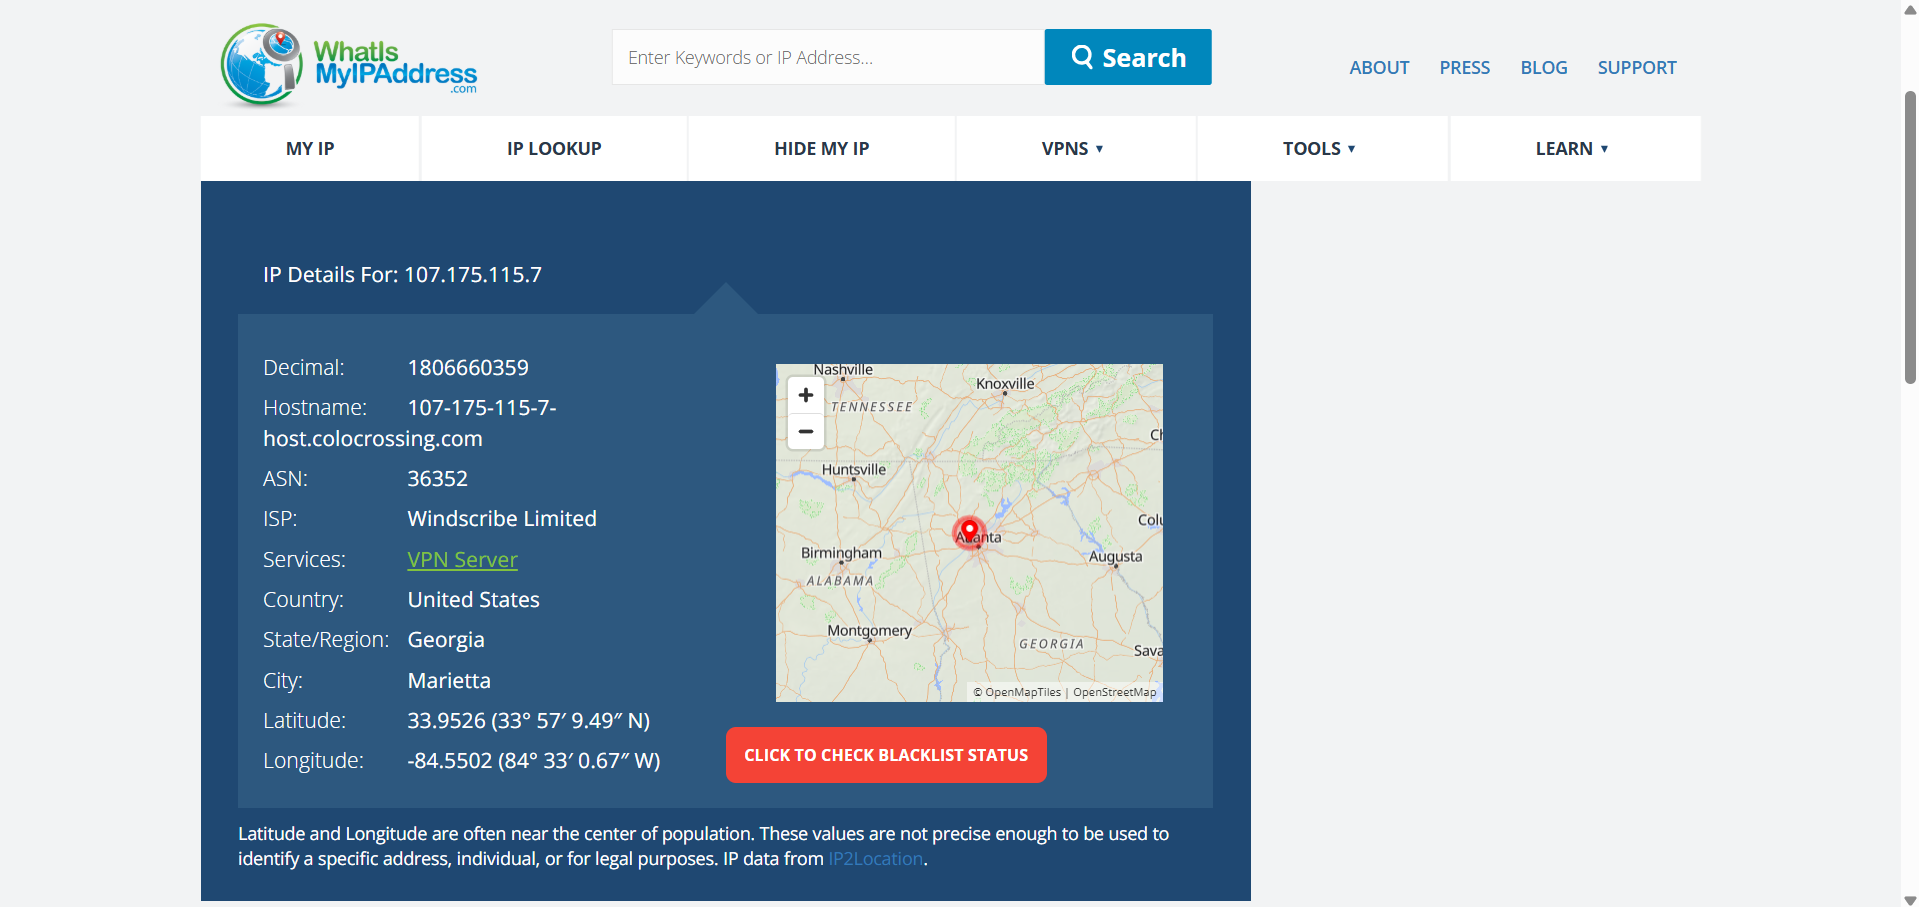 WhatIs
MyIPAddress
.com
Enter Keywords or IP Address...
Search
ABOUT PRESS BLOG SUPPORT
MY IP IP LOOKUP HIDE MY IP VPNS ▼ TOOLS ▼ LEARN ▼
IP Details For: 107.175.115.7
Decimal: 1806660359
Hostname: 107-175-115-7-
host.colocrossing.com
ASN: 36352
ISP: Windscribe Limited
Services: VPN Server
Country: United States
State/Region: Georgia
City: Marietta
Latitude: 33.9526 (33° 57′ 9.49″ N)
Longitude: -84.5502 (84° 33′ 0.67″ W)
+
−
Nashville
Knoxville
TENNESSEE
Ch
Huntsville
Colu
Atlanta
Birmingham
Augusta
ALABAMA
Montgomery
GEORGIA
Sava
© OpenMapTiles | OpenStreetMap
CLICK TO CHECK BLACKLIST STATUS
Latitude and Longitude are often near the center of population. These values are not precise enough to be used to
identify a specific address, individual, or for legal purposes. IP data from IP2Location.